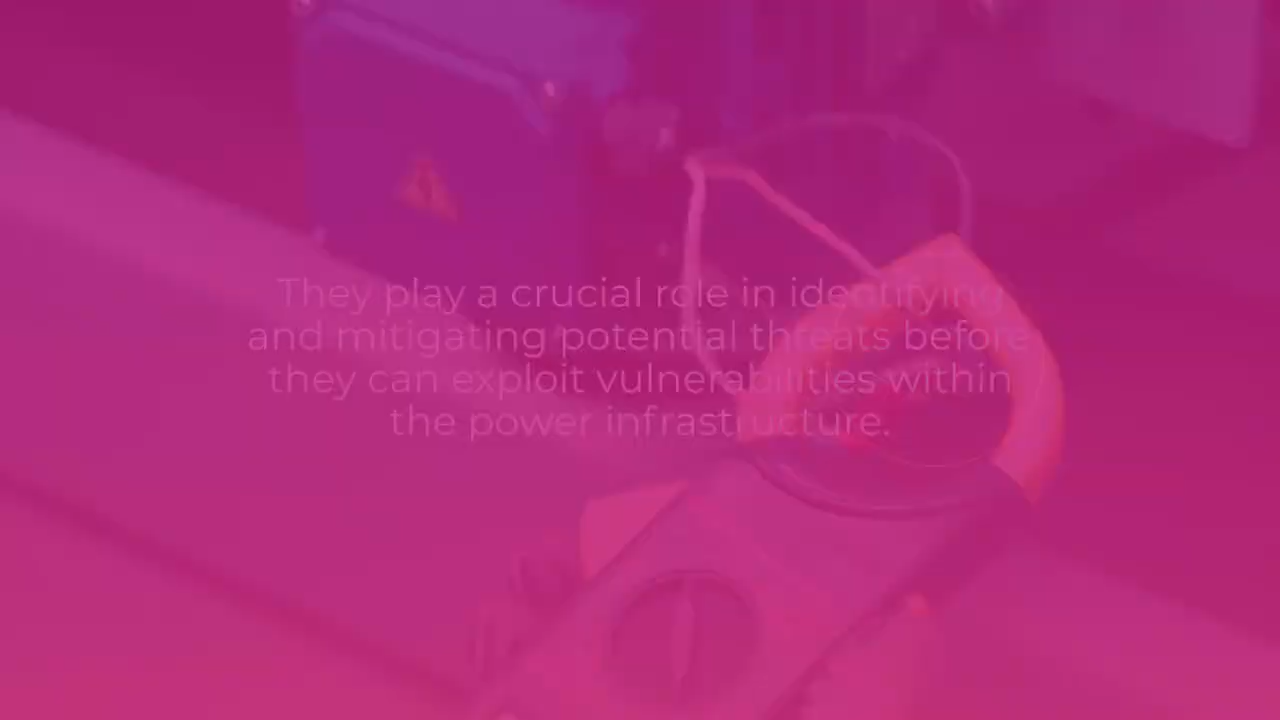 They play a crucial role in identifying
and mitigating potential threats before
they can exploit vulnerabilities within
the power infrastructure.